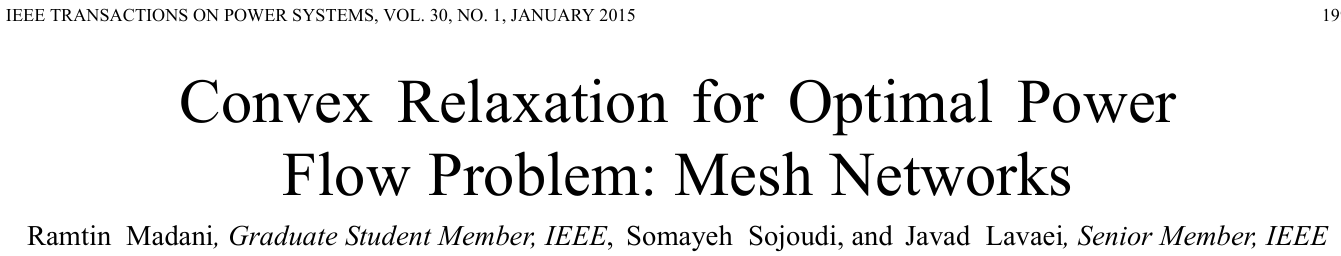 IEEE TRANSACTIONS ON POWER SYSTEMS, VOL. 30, NO. 1, JANUARY 2015 19
Convex Relaxation for Optimal Power
Flow Problem: Mesh Networks
Ramtin Madani, Graduate Student Member, IEEE, Somayeh Sojoudi, and Javad Lavaei, Senior Member, IEEE